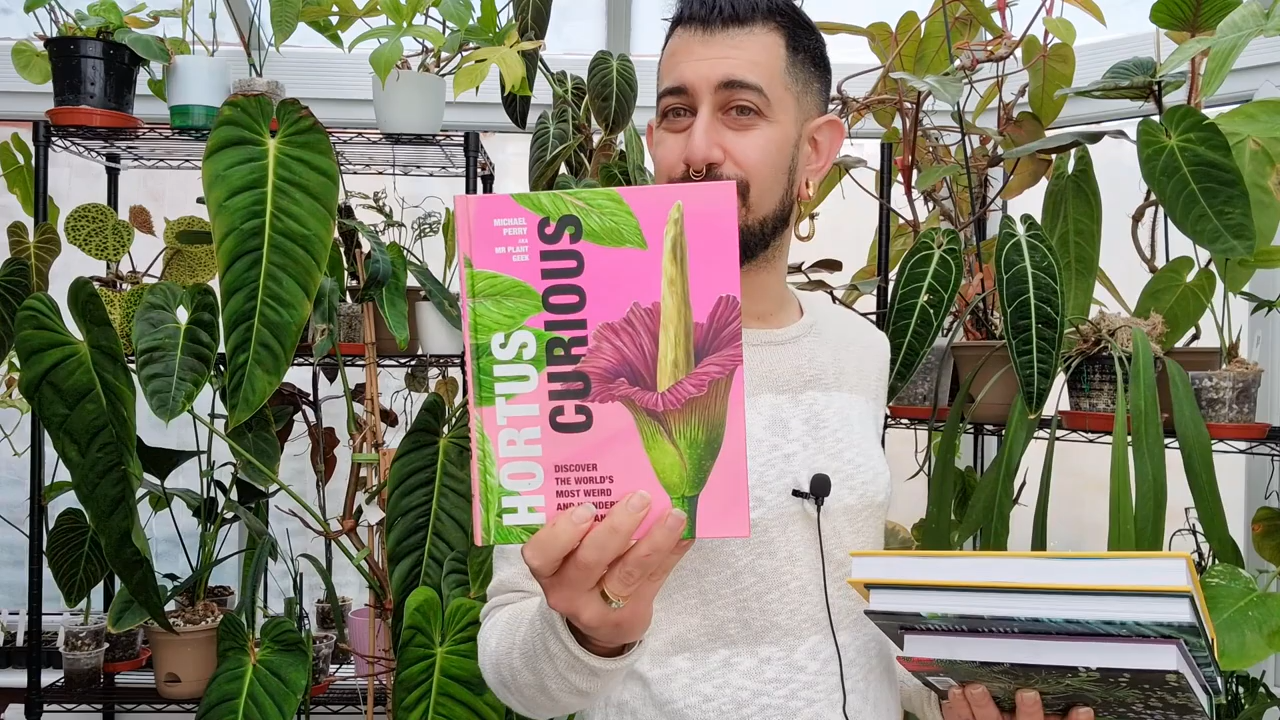 MICHAEL
PERRY
AKA
MR PLANT
GEEK
HORTUS
CURIOUS
DISCOVER
THE WORLD'S
MOST WEIRD